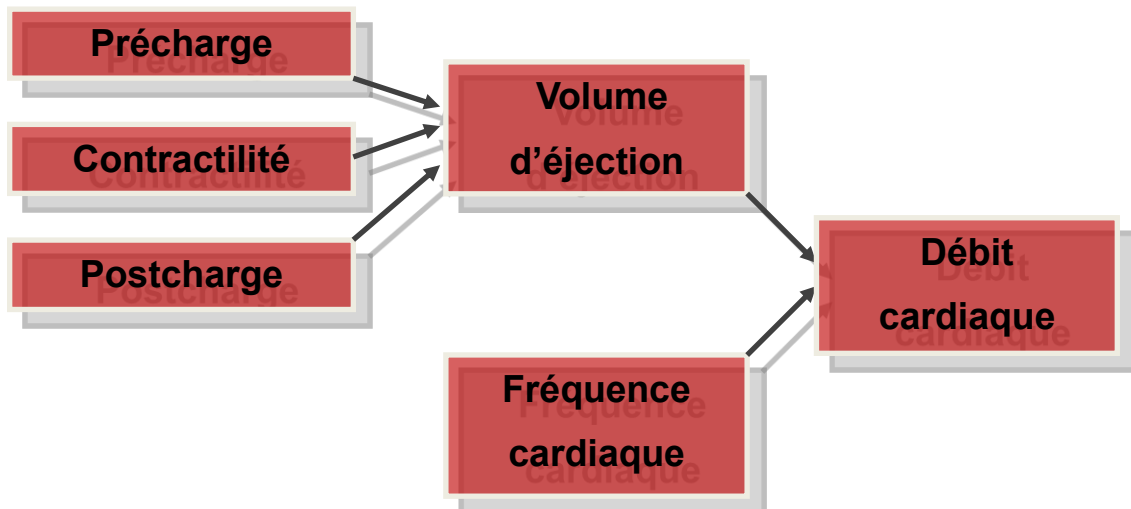 Précharge
Contractilité
Postcharge
Volume
d’éjection
Fréquence
cardiaque
Débit
cardiaque